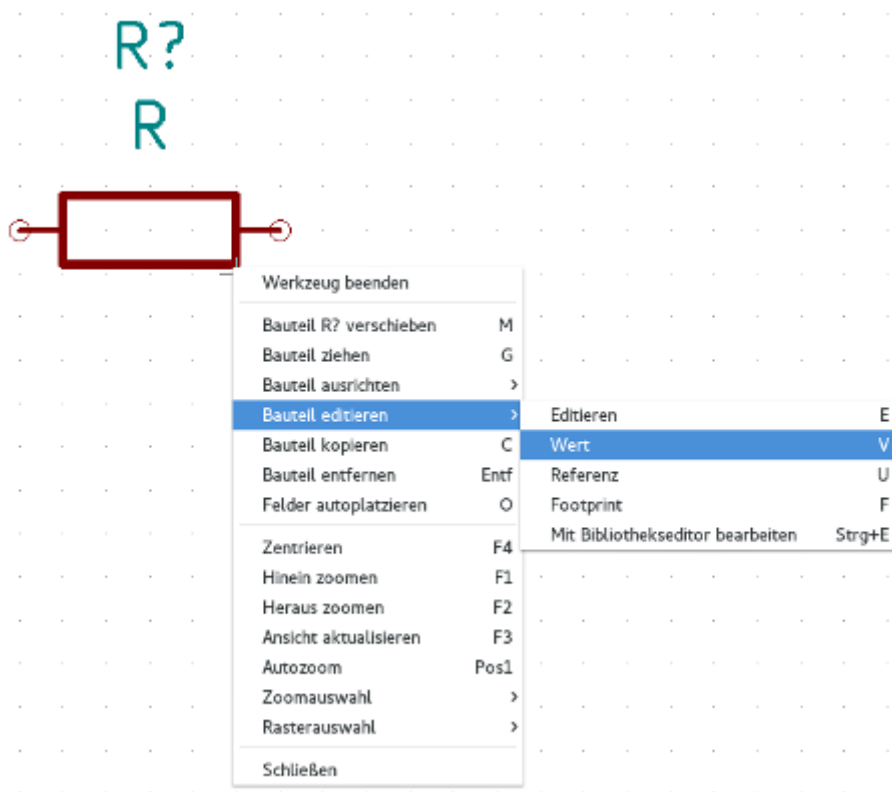 R?
R
Werkzeug beenden
Bauteil R? verschieben M
Bauteil ziehen G
Bauteil ausrichten >
Bauteil editieren >
Bauteil kopieren C
Bauteil entfernen Entf
Felder autoplatzieren O
Zentrieren F4
Hinein zoomen F1
Heraus zoomen F2
Ansicht aktualisieren F3
Autozoom Pos1
Zoomauswahl >
Rasterauswahl >
Schließen
Editieren E
Wert V
Referenz U
Footprint F
Mit Bibliothekseditor bearbeiten Strg+E